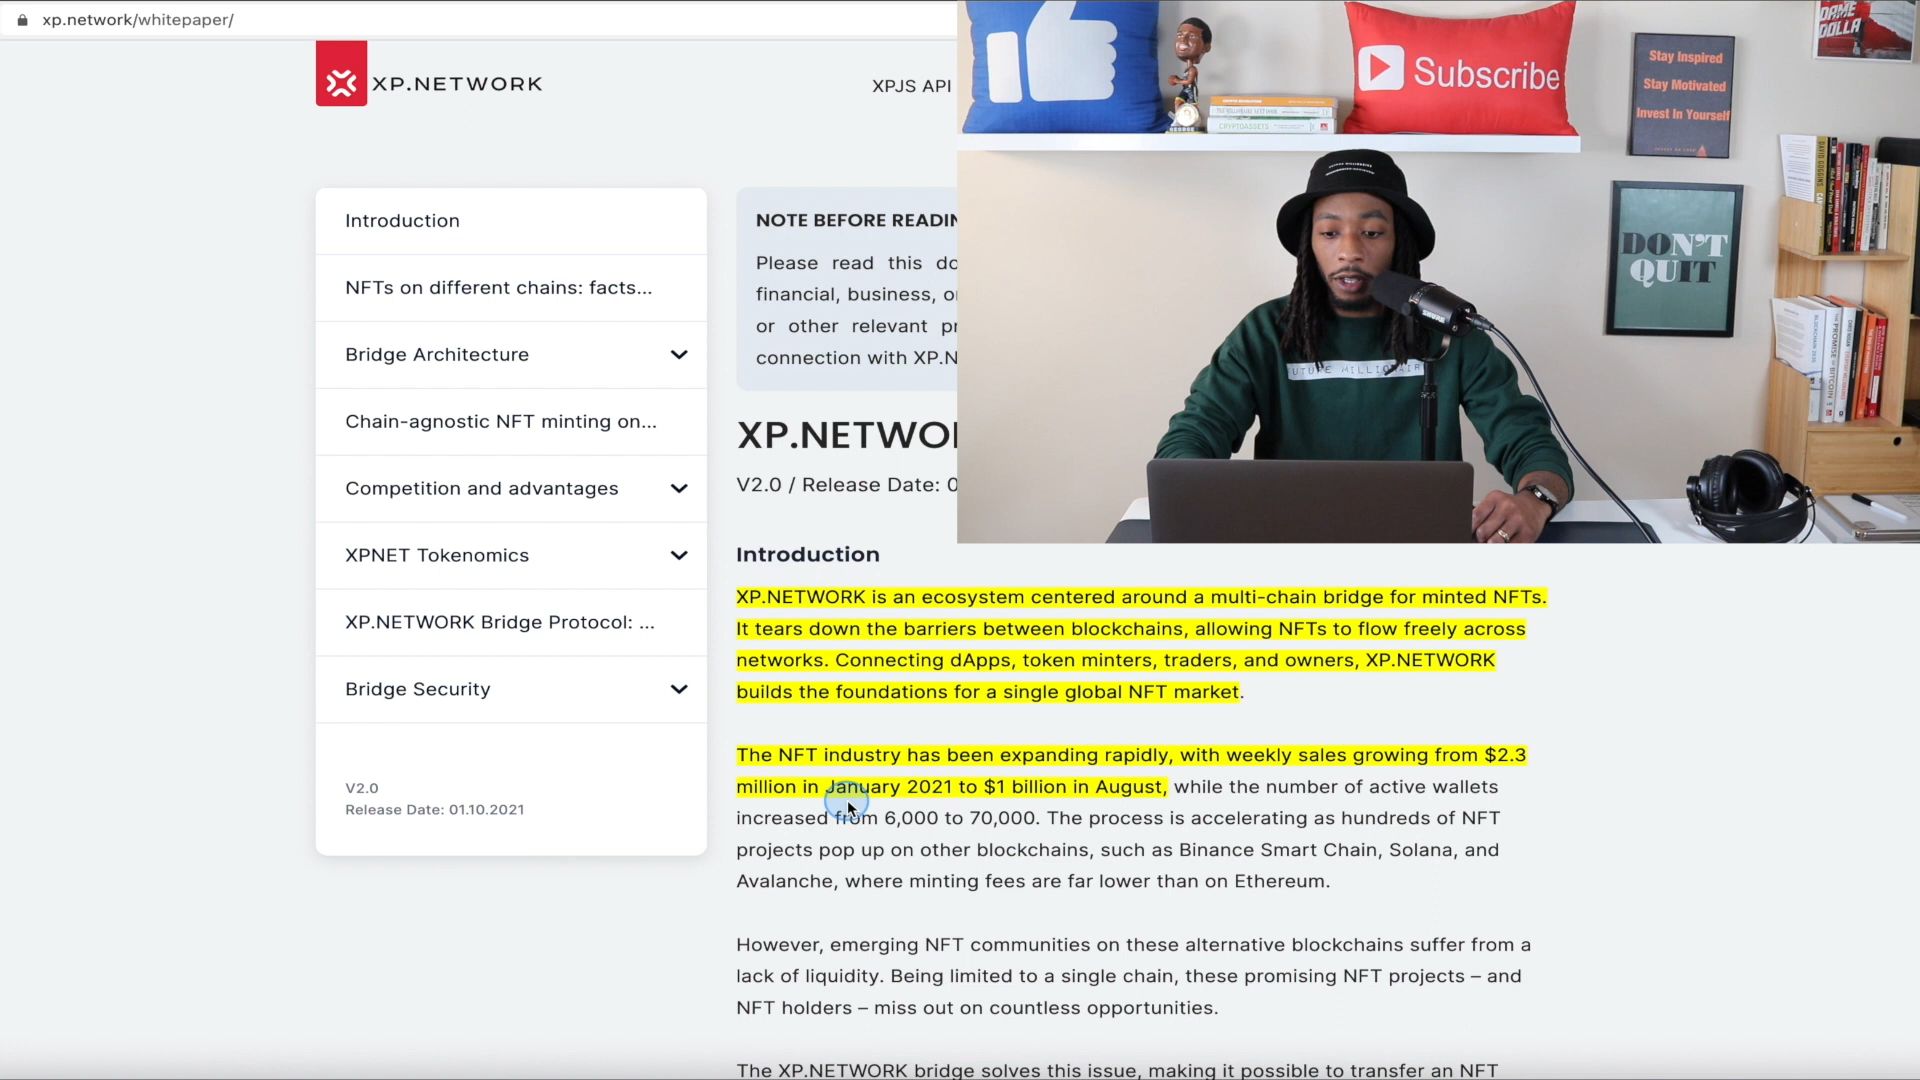 xp.network/whitepaper/
XP.NETWORK
XPJS API
Introduction
NFTs on different chains: facts...
Bridge Architecture
Chain-agnostic NFT minting on...
Competition and advantages
XPNET Tokenomics
XP.NETWORK Bridge Protocol: ...
Bridge Security
V2.0
Release Date: 01.10.2021
NOTE BEFORE READIN
Please read this do
financial, business, o
or other relevant pr
connection with XP.N
XP.NETWO
V2.0 / Release Date: 0
Introduction
XP.NETWORK is an ecosystem centered around a multi-chain bridge for minted NFTs.
It tears down the barriers between blockchains, allowing NFTs to flow freely across
networks. Connecting dApps, token minters, traders, and owners, XP.NETWORK
builds the foundations for a single global NFT market.
The NFT industry has been expanding rapidly, with weekly sales growing from $2.3
million in January 2021 to $1 billion in August, while the number of active wallets
increased from 6,000 to 70,000. The process is accelerating as hundreds of NFT
projects pop up on other blockchains, such as Binance Smart Chain, Solana, and
Avalanche, where minting fees are far lower than on Ethereum.
However, emerging NFT communities on these alternative blockchains suffer from a
lack of liquidity. Being limited to a single chain, these promising NFT projects – and
NFT holders – miss out on countless opportunities.
The XP.NETWORK bridge solves this issue, making it possible to transfer an NFT
Subscribe
CRYPTOASSETS
Stay Inspired
Stay Motivated
Invest In Yourself
DAME
DOLLA
DON'T
QUIT
DAVID GOGGINS
SHURE
FUTURE MILLIONAIR